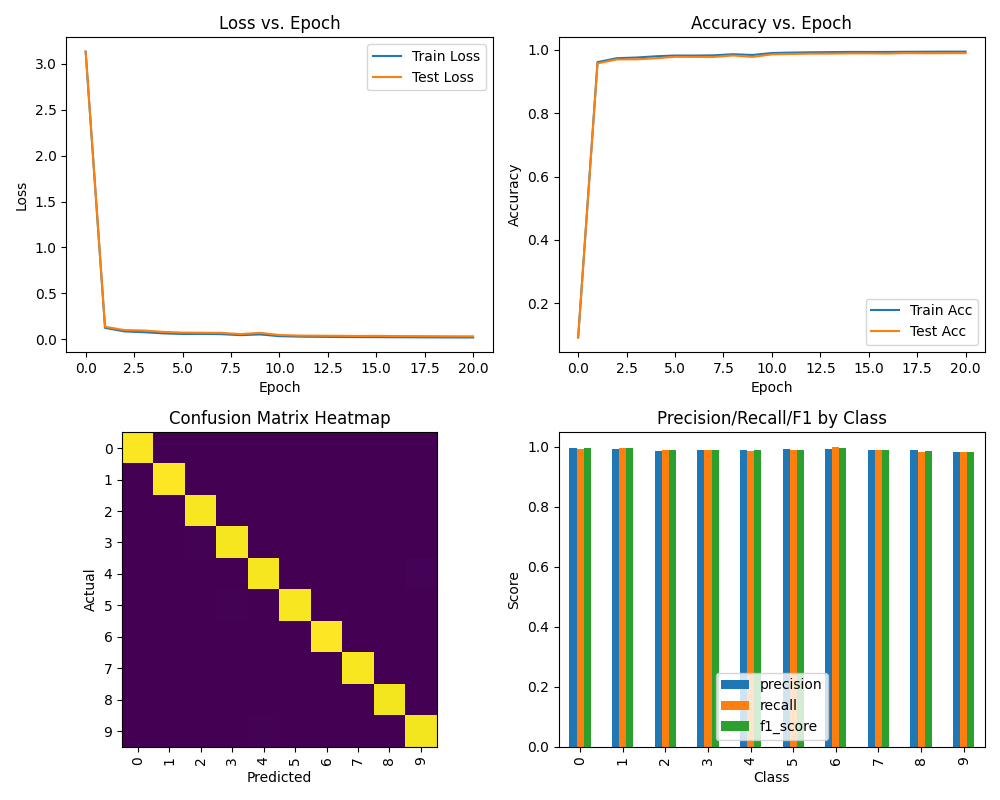 Loss vs. Epoch
3.0
2.5
2.0
1.5
1.0
0.5
0.0
Loss
Train Loss
Test Loss
0.0 2.5 5.0 7.5 10.0 12.5 15.0 17.5 20.0
Epoch
Accuracy vs. Epoch
1.0
0.8
0.6
0.4
0.2
Accuracy
Train Acc
Test Acc
0.0 2.5 5.0 7.5 10.0 12.5 15.0 17.5 20.0
Epoch
Confusion Matrix Heatmap
0
1
2
3
4
5
6
7
8
9
Actual
0 1 2 3 4 5 6 7 8 9
Predicted
Precision/Recall/F1 by Class
1.0
0.8
0.6
0.4
0.2
0.0
Score
precision
recall
f1_score
0 1 2 3 4 5 6 7 8 9
Class